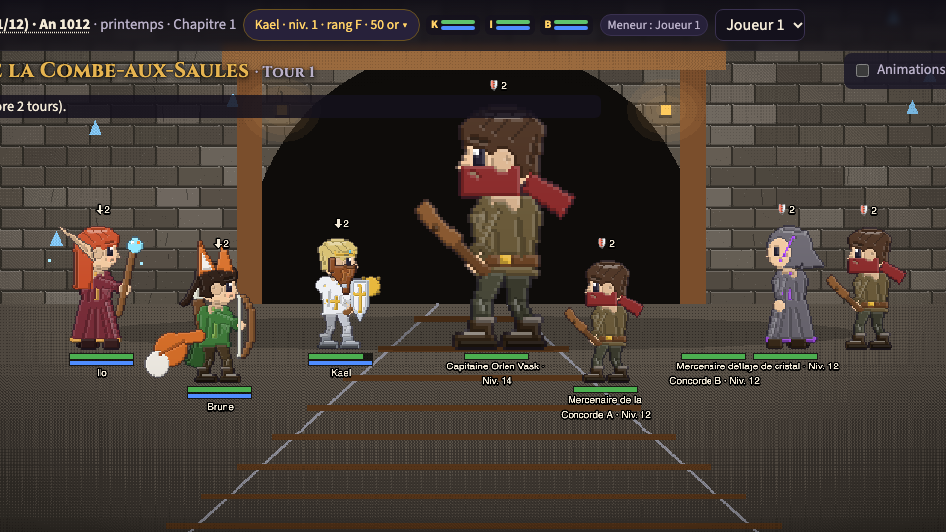 1/12) · An 1012 · printemps · Chapitre 1
Kael · niv. 1 · rang F · 50 or ▾
K I B
Meneur : Joueur 1
Joueur 1
E LA COMBE-AUX-SAULES · TOUR 1
Animations
ore 2 tours).
2
2
2
2
2
2
2
Ilo
Brune
Kael
Capitaine Orlen Vask ·
Niv. 14
Mercenaire de la
Concorde A · Niv. 12
Mercenaire de
de cristal · Niv. 12
Concorde B · Niv. 12